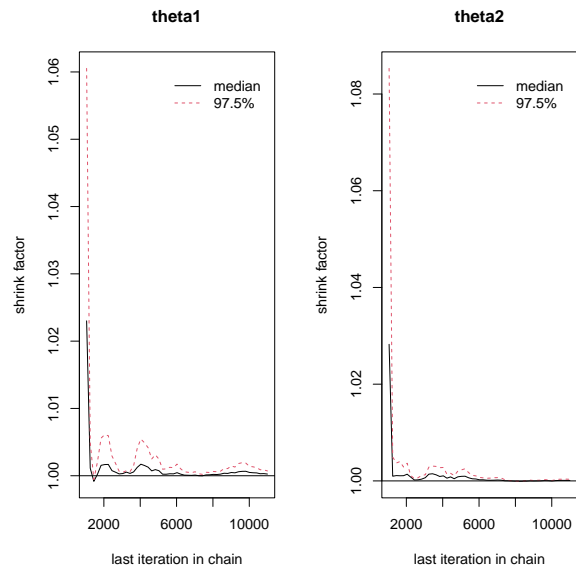 theta1
median
97.5%
shrink factor
1.00 1.01 1.02 1.03 1.04 1.05 1.06
2000 6000 10000
last iteration in chain
theta2
median
97.5%
shrink factor
1.00 1.02 1.04 1.06 1.08
2000 6000 10000
last iteration in chain